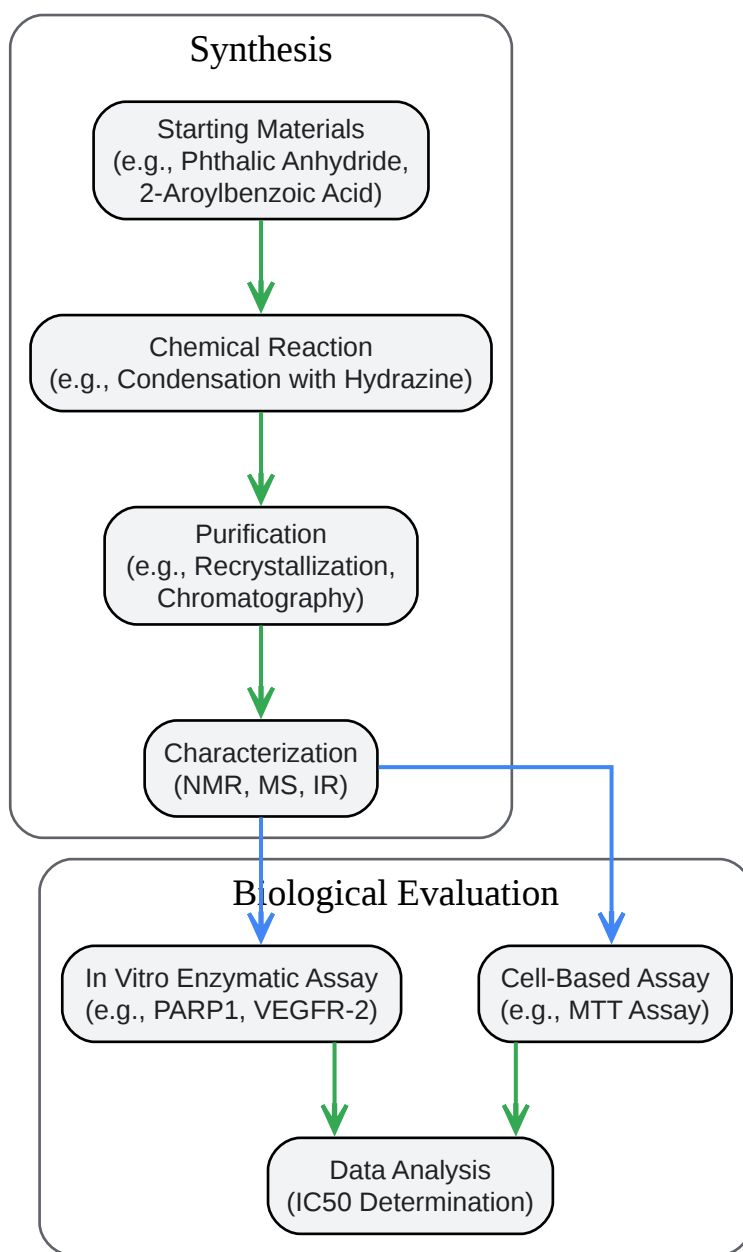 Synthesis
Starting Materials
(e.g., Phthalic Anhydride,
2-Aroylbenzoic Acid)
Chemical Reaction
(e.g., Condensation with Hydrazine)
Purification
(e.g., Recrystallization,
Chromatography)
Characterization
(NMR, MS, IR)
Biological Evaluation
In Vitro Enzymatic Assay
(e.g., PARP1, VEGFR-2)
Cell-Based Assay
(e.g., MTT Assay)
Data Analysis
(IC50 Determination)